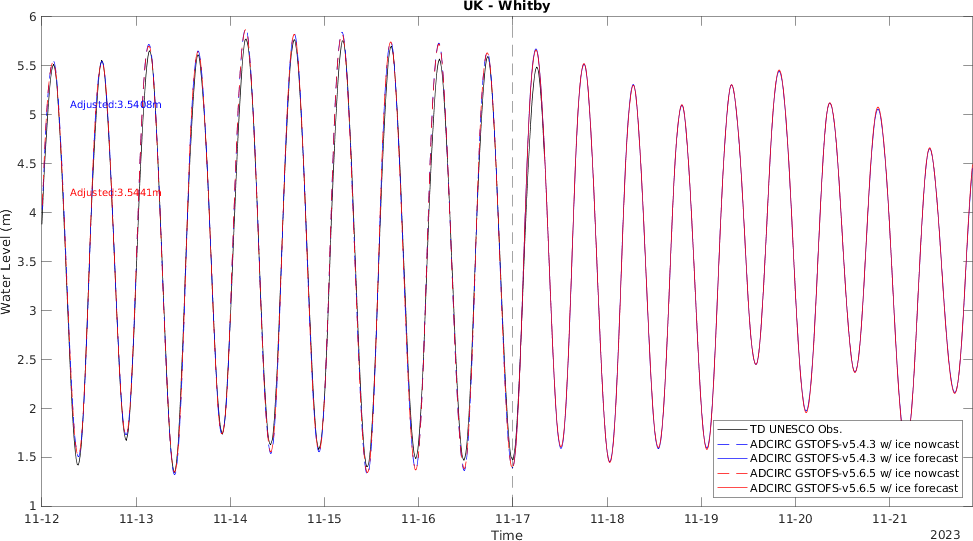 UK - Whitby
6
5.5
5
4.5
4
3.5
3
2.5
2
1.5
1
Water Level (m)
Adjusted:3.5408m
Adjusted:3.5441m
TD UNESCO Obs.
ADCIRC GSTOFS-v5.4.3 w/ ice nowcast
ADCIRC GSTOFS-v5.4.3 w/ ice forecast
ADCIRC GSTOFS-v5.6.5 w/ ice nowcast
ADCIRC GSTOFS-v5.6.5 w/ ice forecast
11-12 11-13 11-14 11-15 11-16 11-17 11-18 11-19 11-20 11-21
Time
2023